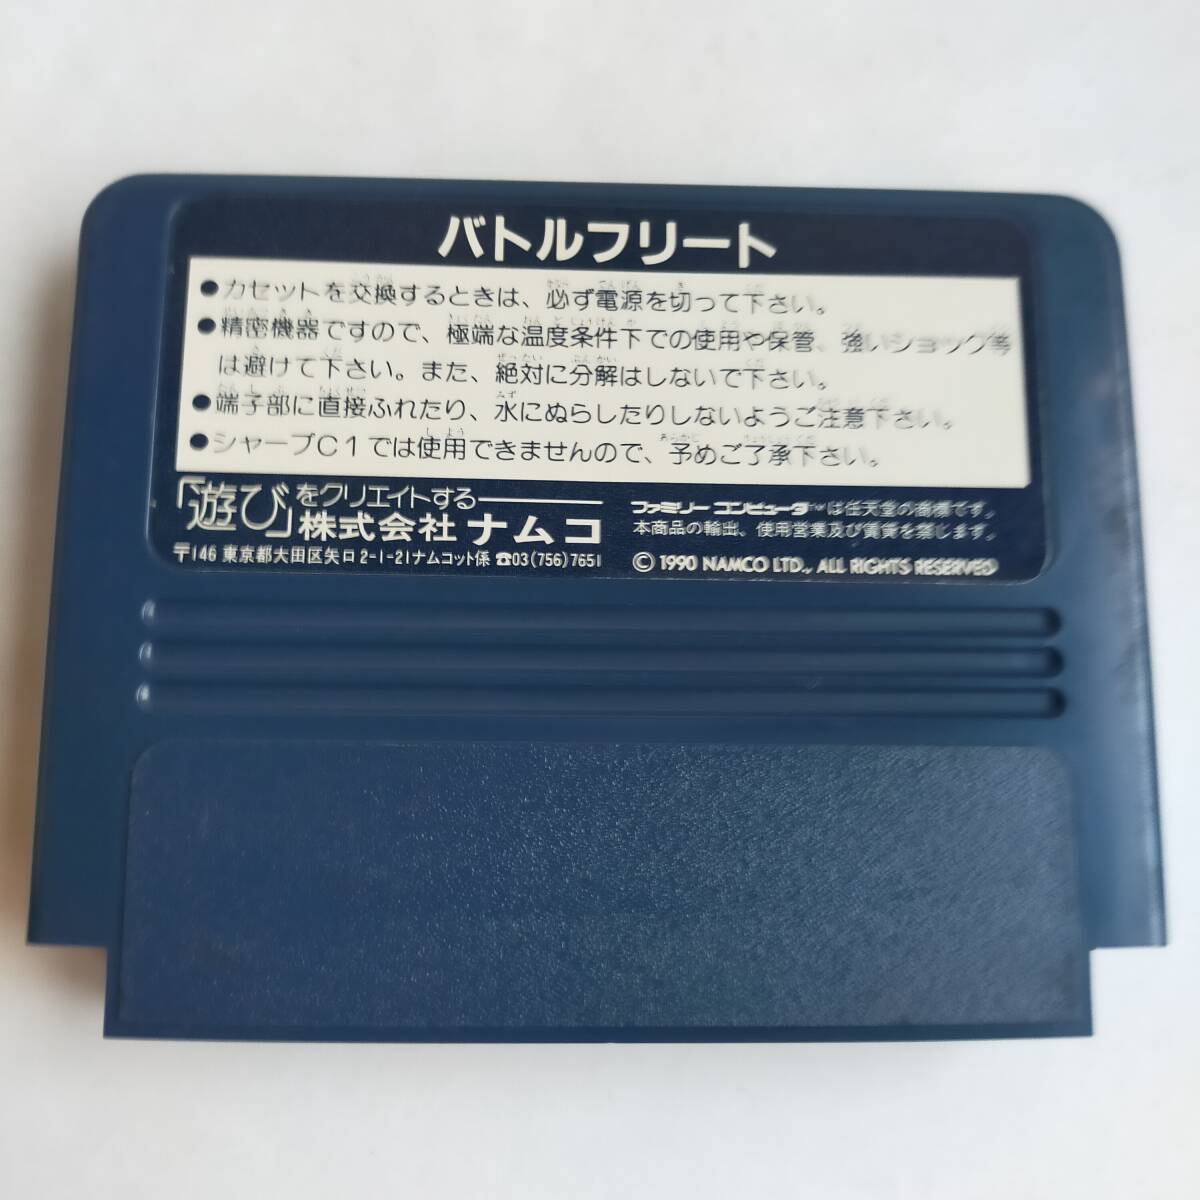 バトルフリート
●カセットを交換するときは、必ず電源を切って下さい。
●精密機器ですので、極端な温度条件下での使用や保管、強いショック等
は避けて下さい。また、絶対に分解はしないで下さい。
●端子部に直接ふれたり、水にぬらしたりしないようご注意下さい。
●シャープC1では使用できませんので、予めご了承下さい。
「遊び」をクリエイトする
株式会社ナムコ
〒146 東京都大田区矢口2-1-21ナムコット係 ☎03(756)7651
ファミリーコンピュータ™は任天堂の商標です。
本商品の輸出、使用営業及び賃貸を禁じます。
© 1990 NAMCO LTD., ALL RIGHTS RESERVED